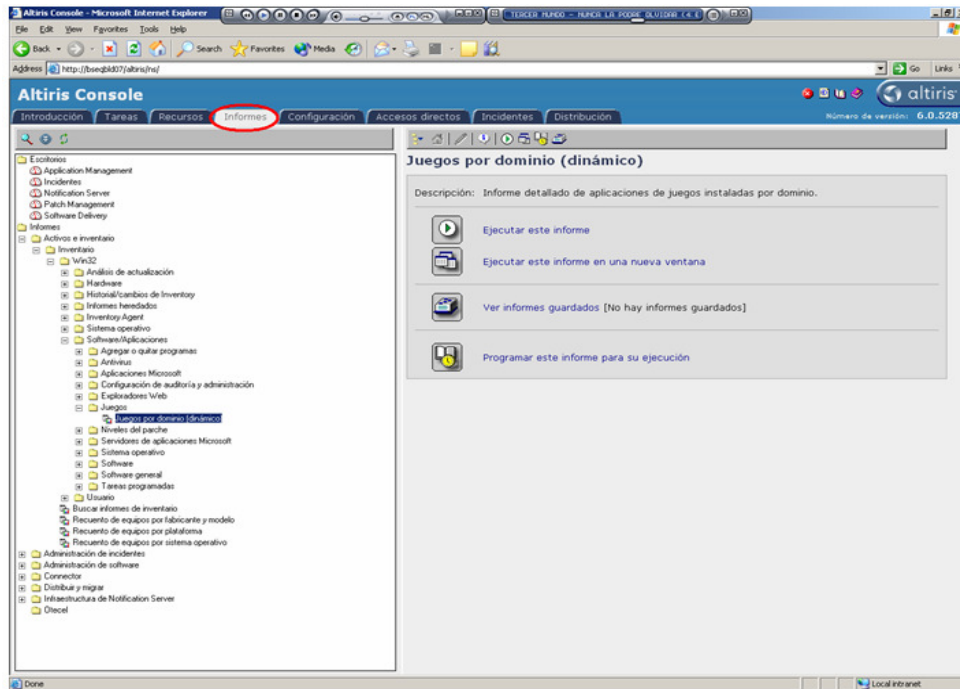 Altiris Console - Microsoft Internet Explorer
TERCER MUNDO - NUNCA LA PODRE OLVIDAR (4:
File Edit View Favorites Tools Help
Back Search Favorites Media
Address http://bseqbld07/altiris/ns/ Go Links
Altiris Console altiris
Introducción Tareas Recursos Informes Configuración Accesos directos Incidentes Distribución Número de versión: 6.0.528
Escritorios
Application Management
Incidentes
Notification Server
Patch Management
Software Delivery
Informes
Activos e inventario
Inventario
Win32
Análisis de actualización
Hardware
Historial/cambios de Inventory
Informes heredados
Inventory Agent
Sistema operativo
Software/Aplicaciones
Agregar o quitar programas
Antivirus
Aplicaciones Microsoft
Configuración de auditoría y administración
Exploradores Web
Juegos
Juegos por dominio (dinámico)
Niveles del parche
Servidores de aplicaciones Microsoft
Sistema operativo
Software
Software general
Tareas programadas
Usuario
Buscar informes de inventario
Recuento de equipos por fabricante y modelo
Recuento de equipos por plataforma
Recuento de equipos por sistema operativo
Administración de incidentes
Administración de software
Connector
Distribuir y migrar
Infraestructura de Notification Server
Otecel
Juegos por dominio (dinámico)
Descripción: Informe detallado de aplicaciones de juegos instaladas por dominio.
Ejecutar este informe
Ejecutar este informe en una nueva ventana
Ver informes guardados [No hay informes guardados]
Programar este informe para su ejecución
Done Local intranet